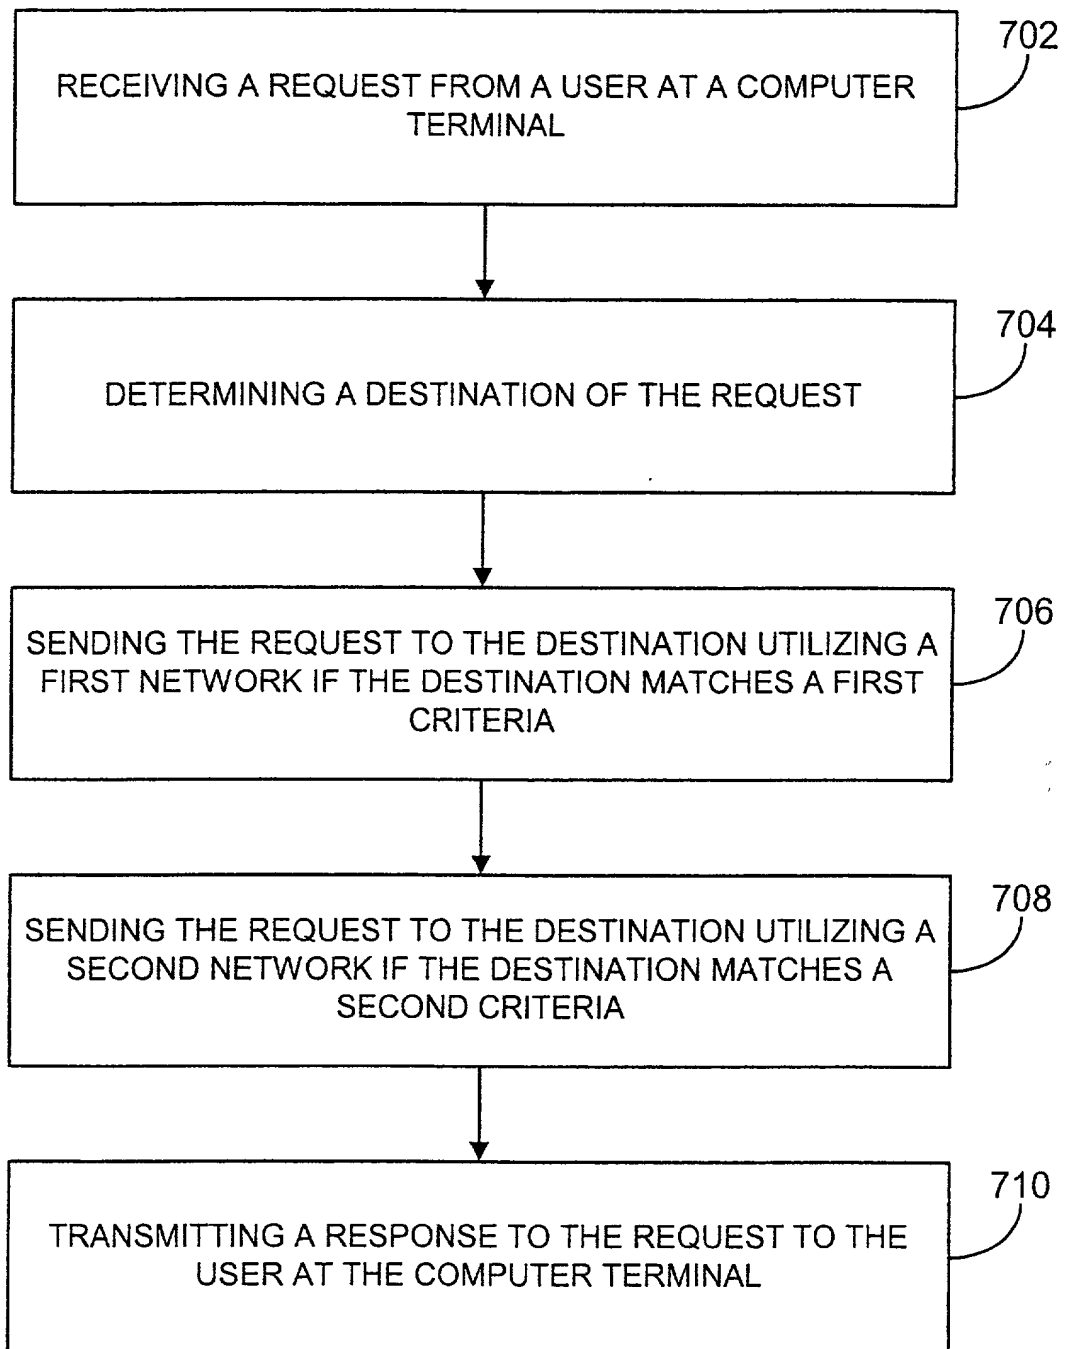 702
RECEIVING A REQUEST FROM A USER AT A COMPUTER
TERMINAL
704
DETERMINING A DESTINATION OF THE REQUEST
706
SENDING THE REQUEST TO THE DESTINATION UTILIZING A
FIRST NETWORK IF THE DESTINATION MATCHES A FIRST
CRITERIA
708
SENDING THE REQUEST TO THE DESTINATION UTILIZING A
SECOND NETWORK IF THE DESTINATION MATCHES A
SECOND CRITERIA
710
TRANSMITTING A RESPONSE TO THE REQUEST TO THE
USER AT THE COMPUTER TERMINAL